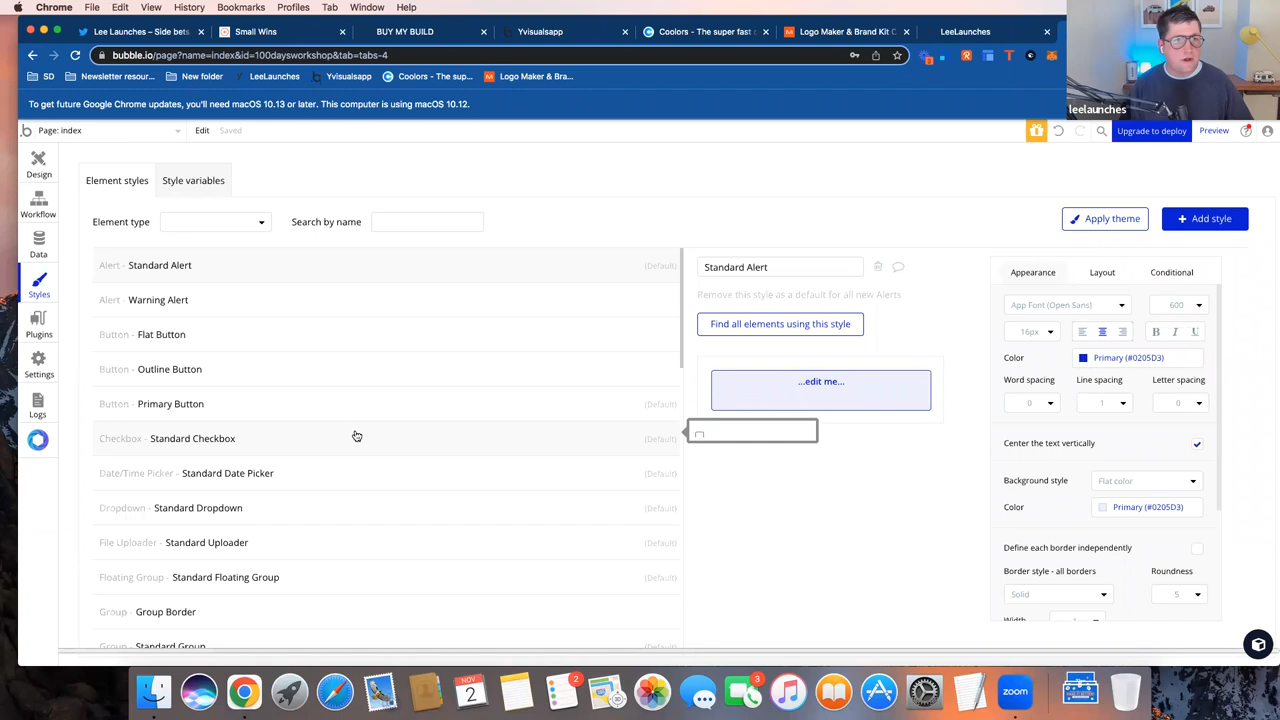 Chrome File Edit View History Bookmarks Profiles Tab Window Help
Lee Launches – Side bets Small Wins BUY MY BUILD Yvisualsapp Coolors - The super fast c Logo Maker & Brand Kit C LeeLaunches
bubble.io/page?name=index&id=100daysworkshop&tab=tabs-4
SD Newsletter resour... New folder LeeLaunches Yvisualsapp Coolors - The sup... Logo Maker & Bra...
To get future Google Chrome updates, you'll need macOS 10.13 or later. This computer is using macOS 10.12.
leelaunches
Page: index Edit Saved Upgrade to deploy Preview
Design
Workflow
Data
Styles
Plugins
Settings
Logs
Element styles Style variables
Element type Search by name Apply theme + Add style
Alert - Standard Alert (Default)
Alert - Warning Alert
Button - Flat Button
Button - Outline Button
Button - Primary Button (Default)
Checkbox - Standard Checkbox (Default)
Date/Time Picker - Standard Date Picker (Default)
Dropdown - Standard Dropdown (Default)
File Uploader - Standard Uploader (Default)
Floating Group - Standard Floating Group (Default)
Group - Group Border
Group - Standard Group (Default)
Standard Alert
Remove this style as a default for all new Alerts
Find all elements using this style
...edit me...
Appearance Layout Conditional
App Font (Open Sans) 600
16px B I U
Color Primary (#0205D3)
Word spacing Line spacing Letter spacing
0 1 0
Center the text vertically
Background style Flat color
Color Primary (#0205D3)
Define each border independently
Border style - all borders Roundness
Solid 5
Width 1
NOV
2
2
3
zoom